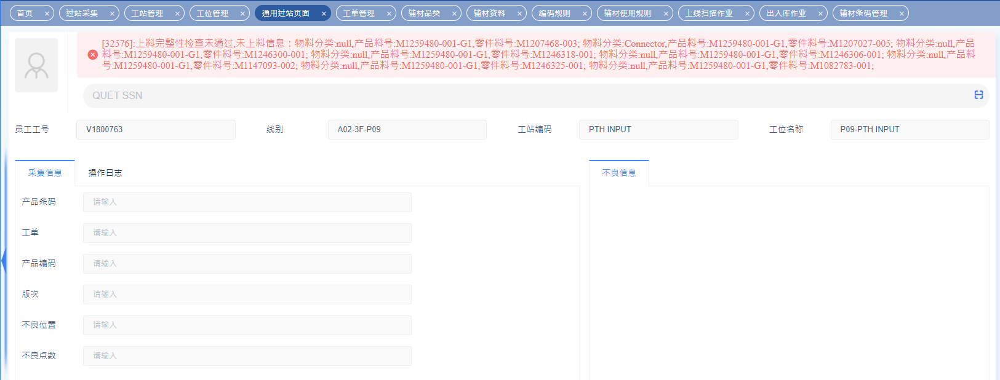 首页 × 过站采集 × 工站管理 × 工位管理 × 通用过站页面 × 工单管理 × 辅材品类 × 辅材资料 × 编码规则 × 辅材使用规则 × 上线扫描作业 × 出入库作业 × 辅材条码管理 ×
[32576]:上料完整性检查未通过,未上料信息：物料分类:null,产品料号:M1259480-001-G1,零件料号:M1207468-003; 物料分类:Connector,产品料号:M1259480-001-G1,零件料号:M1207027-005; 物料分类:null,产品
料号:M1259480-001-G1,零件料号:M1246300-001; 物料分类:null,产品料号:M1259480-001-G1,零件料号:M1246318-001; 物料分类:null,产品料号:M1259480-001-G1,零件料号:M1246306-001; 物料分类:null,产品料
号:M1259480-001-G1,零件料号:M1147093-002; 物料分类:null,产品料号:M1259480-001-G1,零件料号:M1246325-001; 物料分类:null,产品料号:M1259480-001-G1,零件料号:M1082783-001;
QUÉT SSN
员工工号 V1800763 线别 A02-3F-P09 工站编码 PTH INPUT 工位名称 P09-PTH INPUT
采集信息 操作日志 不良信息
产品条码 请输入
工单 请输入
产品编码 请输入
版次 请输入
不良位置 请输入
不良点数 请输入